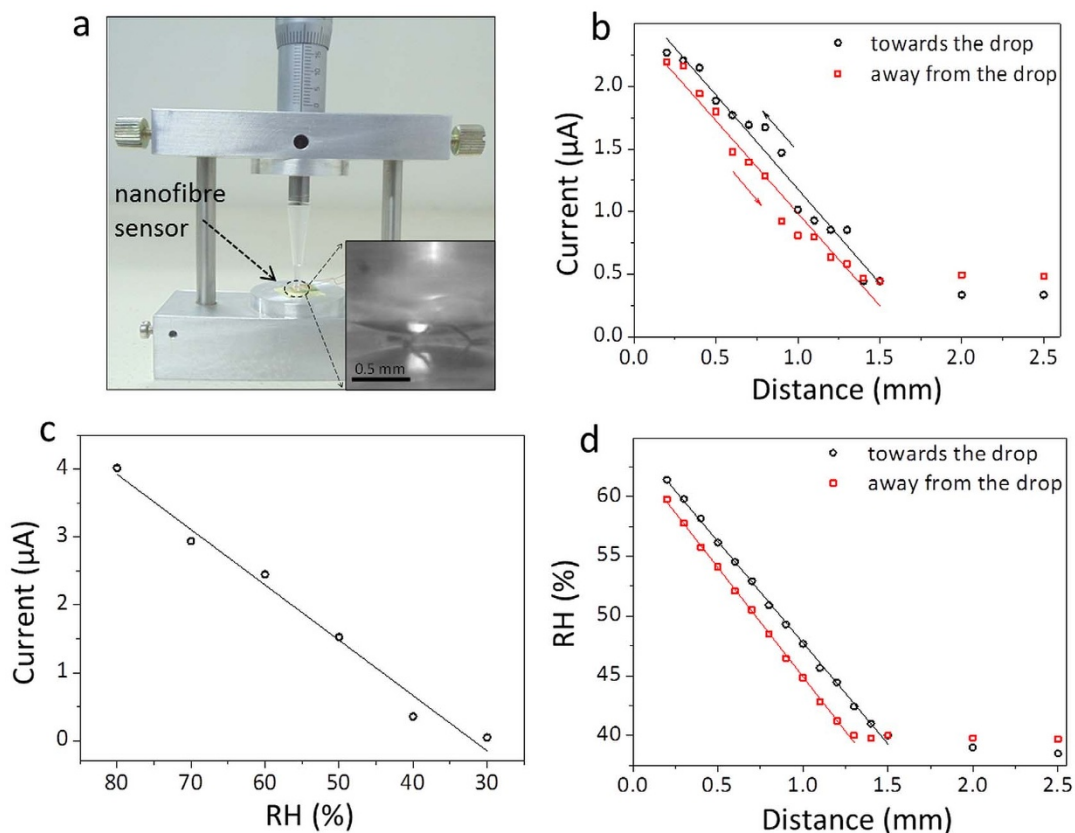 a
nanofibre
sensor
0.5 mm
b
towards the drop
away from the drop
2.0
1.5
1.0
0.5
0.0
Current (µA)
0.0 0.5 1.0 1.5 2.0 2.5
Distance (mm)
c
4
3
2
1
0
Current (µA)
80 70 60 50 40 30
RH (%)
d
towards the drop
away from the drop
60
55
50
45
40
RH (%)
0.0 0.5 1.0 1.5 2.0 2.5
Distance (mm)